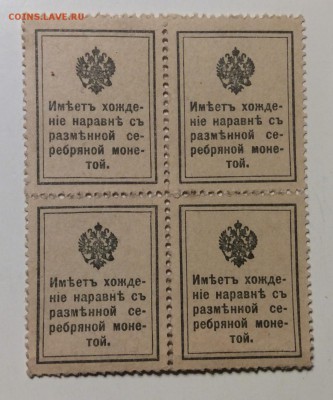 COINS.LAVE.RU
Имѣетъ хожде-
ніе наравнѣ съ
размѣнной се-
ребряной моне-
той.
Имѣетъ хожде-
ніе наравнѣ съ
размѣнной се-
ребряной моне-
той.
Имѣетъ хожде-
ніе наравнѣ съ
размѣнной се-
ребряной моне-
той.
Имѣетъ хожде-
ніе наравнѣ съ
размѣнной се-
ребряной моне-
той.